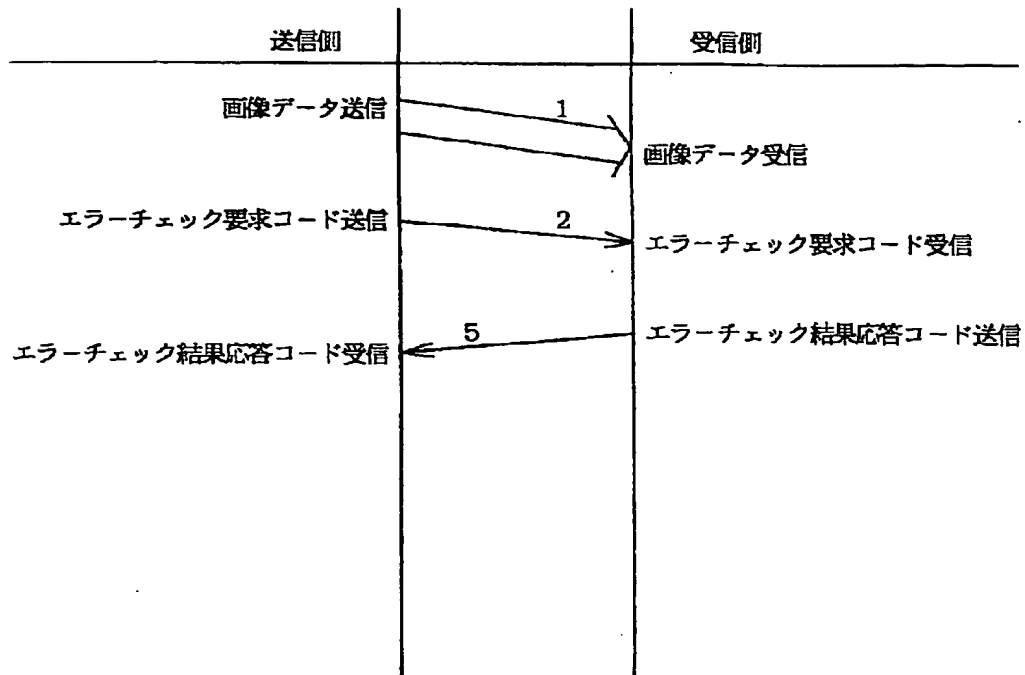 送信側
受信側
画像データ送信
1
画像データ受信
エラーチェック要求コード送信
2
エラーチェック要求コード受信
5
エラーチェック結果応答コード送信
エラーチェック結果応答コード受信